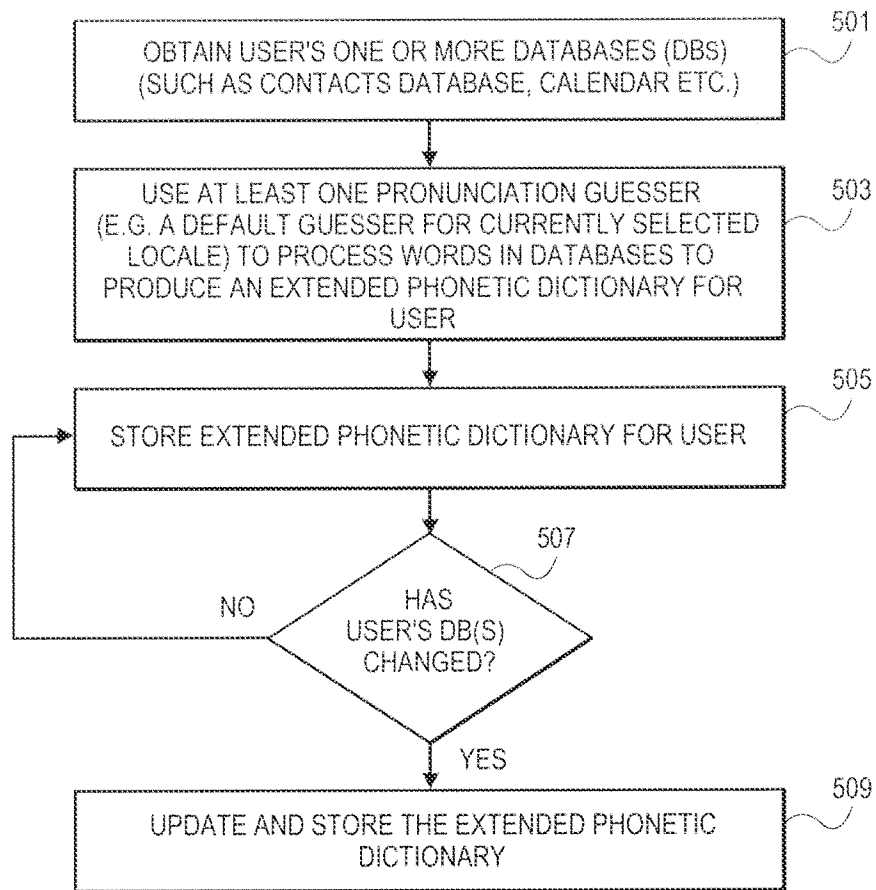 501
OBTAIN USER'S ONE OR MORE DATABASES (DBs)
(SUCH AS CONTACTS DATABASE, CALENDAR ETC.)
503
USE AT LEAST ONE PRONUNCIATION GUESSER
(E.G. A DEFAULT GUESSER FOR CURRENTLY SELECTED
LOCALE) TO PROCESS WORDS IN DATABASES TO
PRODUCE AN EXTENDED PHONETIC DICTIONARY FOR
USER
505
STORE EXTENDED PHONETIC DICTIONARY FOR USER
507
NO
HAS
USER'S DB(S)
CHANGED?
YES
509
UPDATE AND STORE THE EXTENDED PHONETIC
DICTIONARY